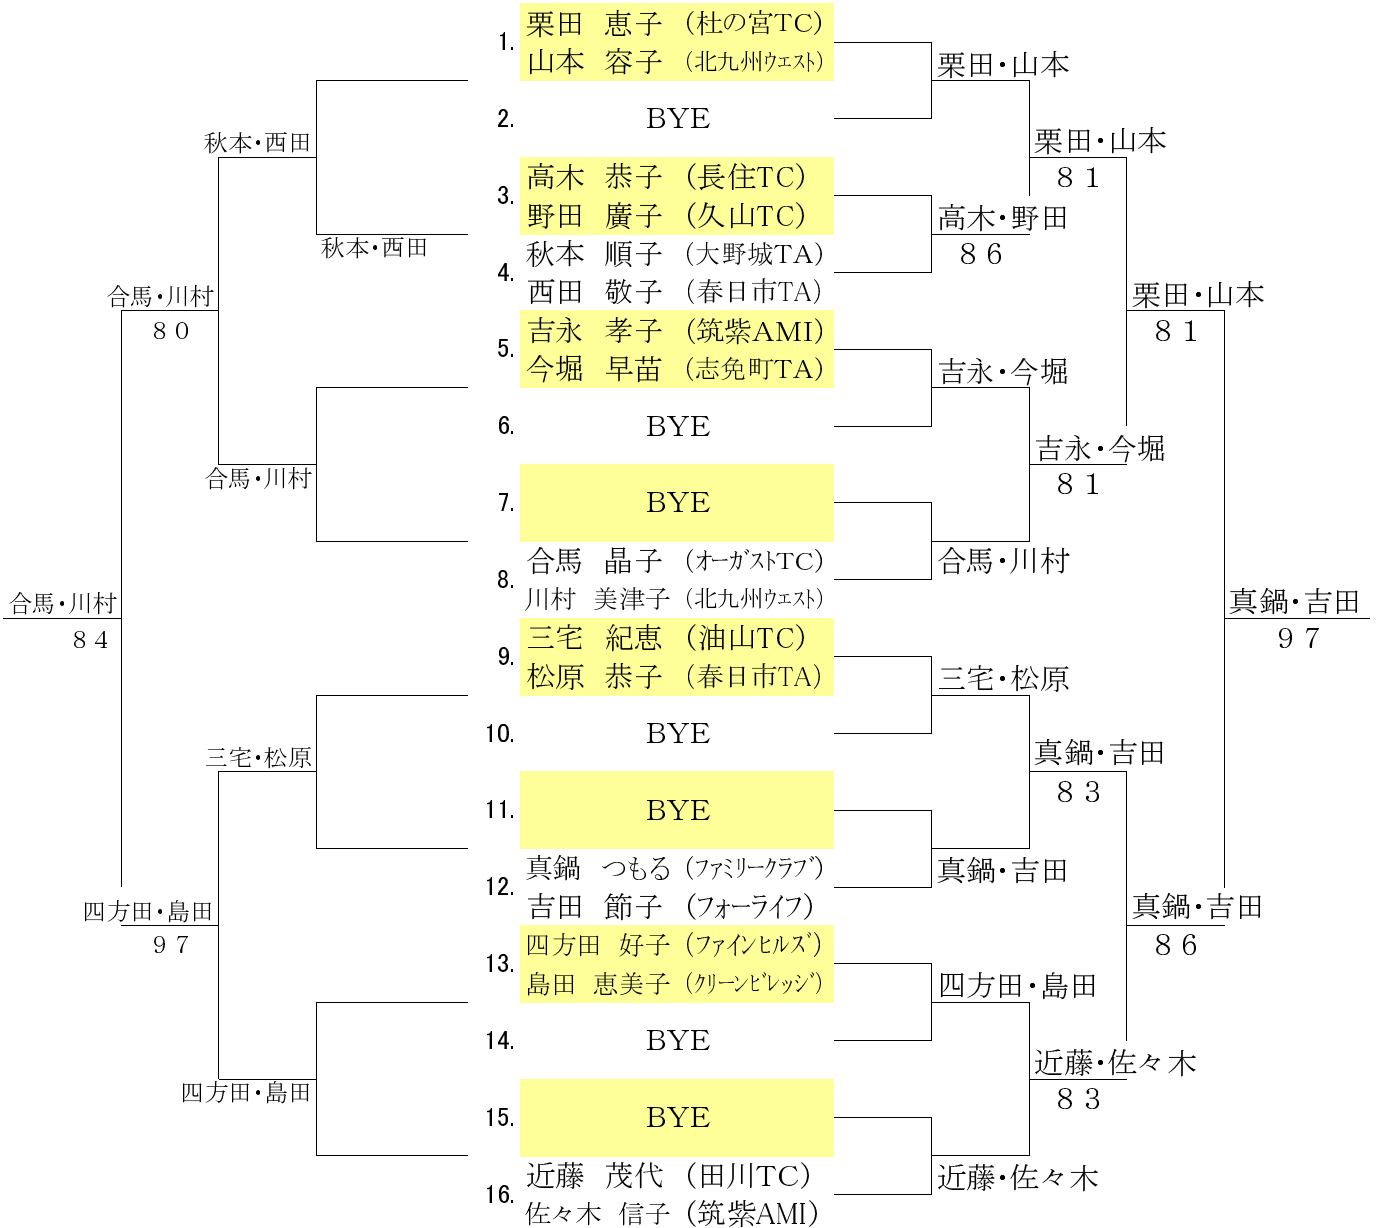 1. 栗田 恵子 (杜の宮TC)
山本 容子 (北九州ウエスト)
2. BYE
3. 高木 恭子 (長住TC)
野田 廣子 (久山TC)
4. 秋本 順子 (大野城TA)
西田 敬子 (春日市TA)
5. 吉永 孝子 (筑紫AMI)
今堀 早苗 (志免町TA)
6. BYE
7. BYE
8. 合馬 晶子 (オーガストTC)
川村 美津子 (北九州ウエスト)
9. 三宅 紀恵 (油山TC)
松原 恭子 (春日市TA)
10. BYE
11. BYE
12. 真鍋 つもる (ファミリークラブ)
吉田 節子 (フォーライフ)
13. 四方田 好子 (ファインヒルズ)
島田 恵美子 (クリーンビレッジ)
14. BYE
15. BYE
16. 近藤 茂代 (田川TC)
佐々木 信子 (筑紫AMI)
栗田・山本
高木・野田
８６
吉永・今堀
合馬・川村
三宅・松原
真鍋・吉田
四方田・島田
近藤・佐々木
栗田・山本
８１
吉永・今堀
８１
真鍋・吉田
８３
近藤・佐々木
８３
栗田・山本
８１
真鍋・吉田
８６
真鍋・吉田
９７
秋本・西田
秋本・西田
合馬・川村
三宅・松原
四方田・島田
合馬・川村
８０
四方田・島田
９７
合馬・川村
８４